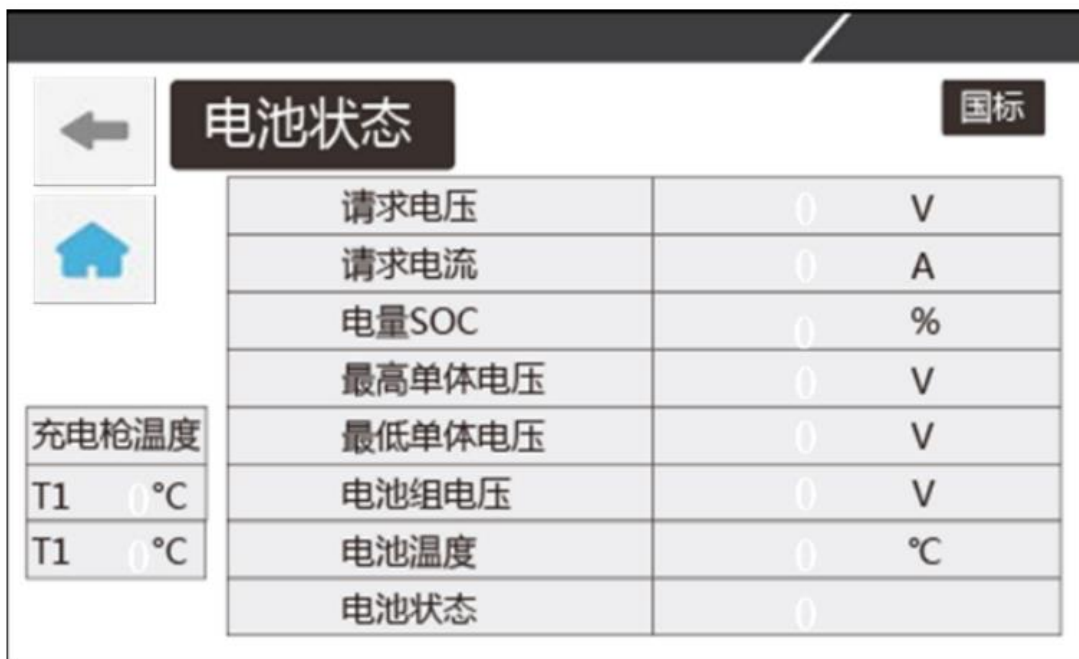 电池状态
国标
请求电压 0 V
请求电流 0 A
电量SOC 0 %
最高单体电压 0 V
最低单体电压 0 V
电池组电压 0 V
电池温度 0 ℃
电池状态 0
充电枪温度
T1 0 °C
T1 0 °C